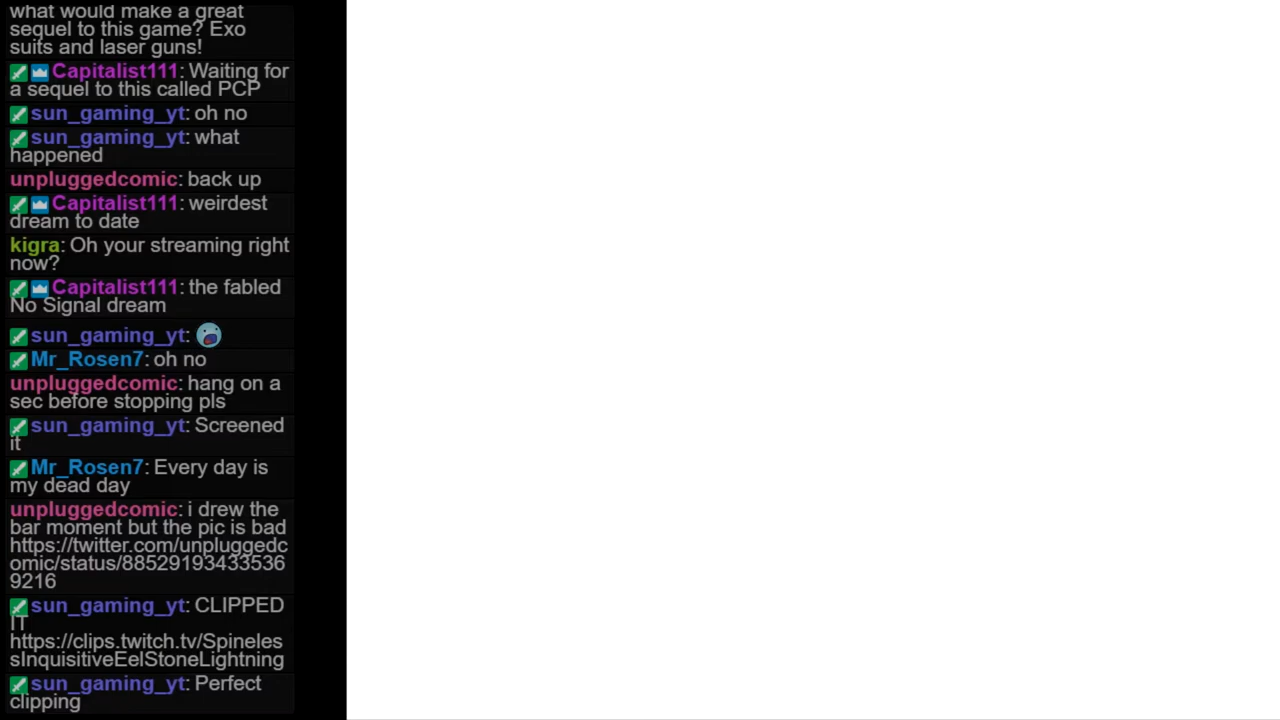 what would make a great
sequel to this game? Exo
suits and laser guns!
Capitalist111: Waiting for
a sequel to this called PCP
sun_gaming_yt: oh no
sun_gaming_yt: what
happened
unpluggedcomic: back up
Capitalist111: weirdest
dream to date
kigra: Oh your streaming right
now?
Capitalist111: the fabled
No Signal dream
sun_gaming_yt:
Mr_Rosen7: oh no
unpluggedcomic: hang on a
sec before stopping pls
sun_gaming_yt: Screened
it
Mr_Rosen7: Every day is
my dead day
unpluggedcomic: i drew the
bar moment but the pic is bad
https://twitter.com/unpluggedc
omic/status/88529193433536
9216
sun_gaming_yt: CLIPPED
IT
https://clips.twitch.tv/Spineles
sInquisitiveEelStoneLightning
sun_gaming_yt: Perfect
clipping